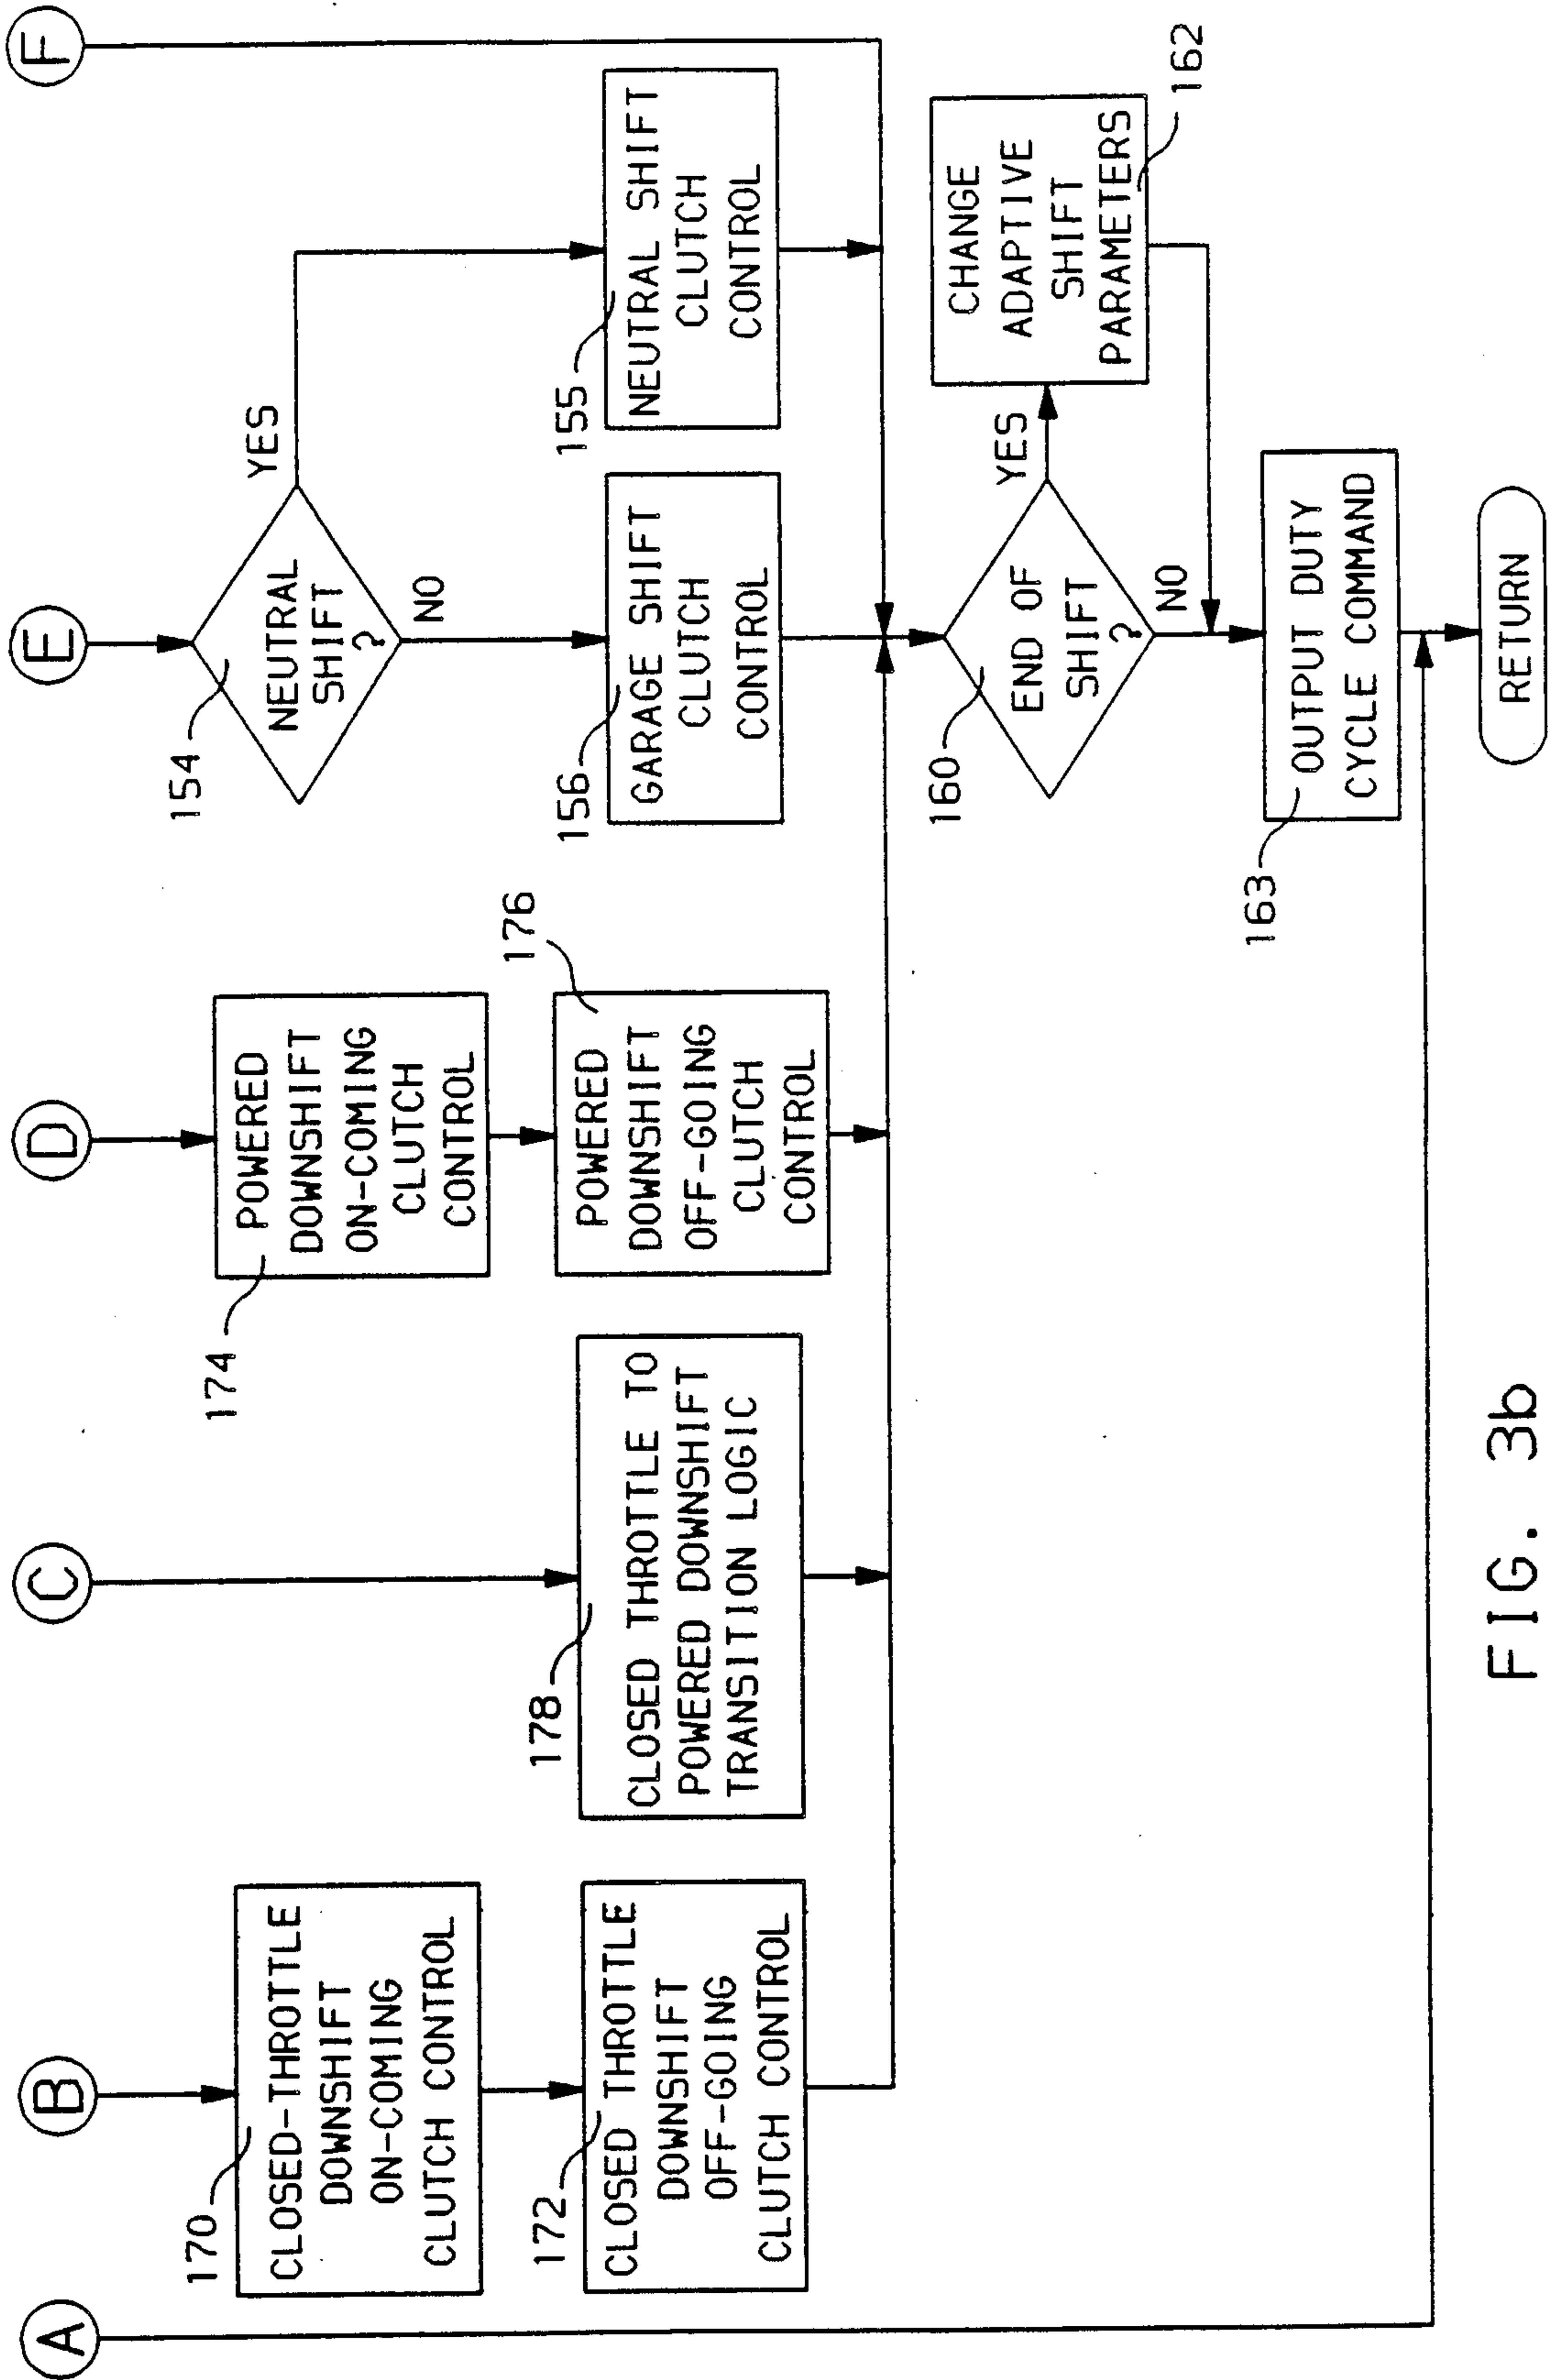 A
B
C
D
E
F
170
CLOSED-THROTTLE
DOWNSHIFT
ON-COMING
CLUTCH CONTROL
172
CLOSED THROTTLE
DOWNSHIFT
OFF-GOING
CLUTCH CONTROL
178
CLOSED THROTTLE TO
POWERED DOWNSHIFT
TRANSITION LOGIC
174
POWERED
DOWNSHIFT
ON-COMING
CLUTCH
CONTROL
176
POWERED
DOWNSHIFT
OFF-GOING
CLUTCH
CONTROL
154
NEUTRAL
SHIFT
?
YES
NO
156
GARAGE SHIFT
CLUTCH
CONTROL
155
NEUTRAL SHIFT
CLUTCH
CONTROL
160
END OF
SHIFT
?
YES
NO
CHANGE
ADAPTIVE
SHIFT
PARAMETERS
162
163
OUTPUT DUTY
CYCLE COMMAND
RETURN
FIG. 3b